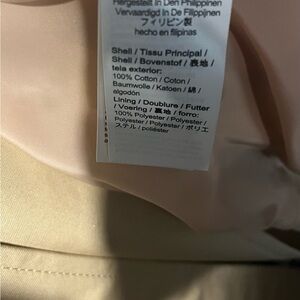 Hergestellt in Den Philippinen
Vervaardigd In De Filippijnen
フィリピン製
hecho en filipinas
Shell / Tissu Principal /
Shell / Bovenstof / 表地 /
tela exterior:
100% Cotton / Coton /
Baumwolle / Katoen / 綿 /
algodón
Lining / Doublure / Futter
/ Voering / 裏地 / forro:
100% Polyester / Polyester /
Polyester / Polyester / ポリエ
ステル / poliéster